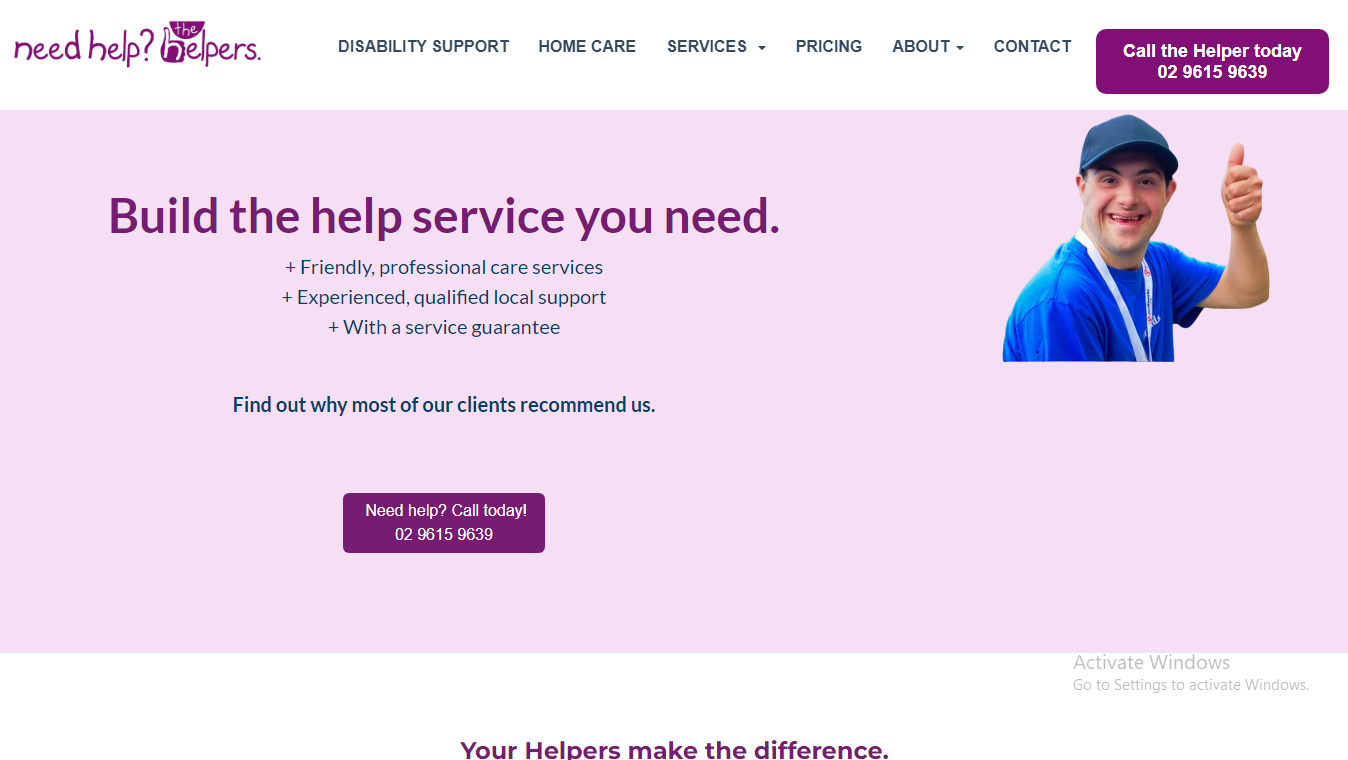 need help? the helpers.
DISABILITY SUPPORT HOME CARE SERVICES PRICING ABOUT CONTACT
Call the Helper today
02 9615 9639
Build the help service you need.
+ Friendly, professional care services
+ Experienced, qualified local support
+ With a service guarantee
Find out why most of our clients recommend us.
Need help? Call today!
02 9615 9639
Activate Windows
Go to Settings to activate Windows.
Your Helpers make the difference.